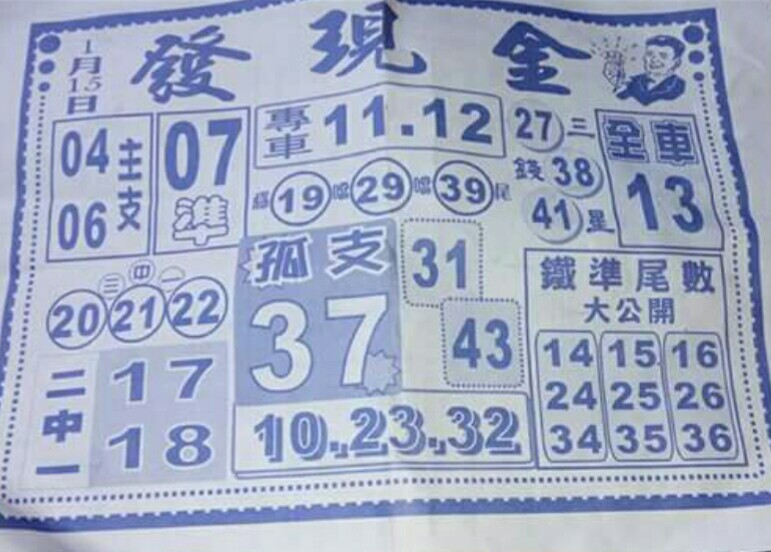 1月15日
發現金
04
06
主支
07
準
專車
11.12
27
38
41
三
錢
星
全車
13
19
29
39
尾
孤支
37
31
43
三中一
20 21 22
鐵準尾數
大公開
14 15 16
24 25 26
34 35 36
二中一
17
18
10.23.32